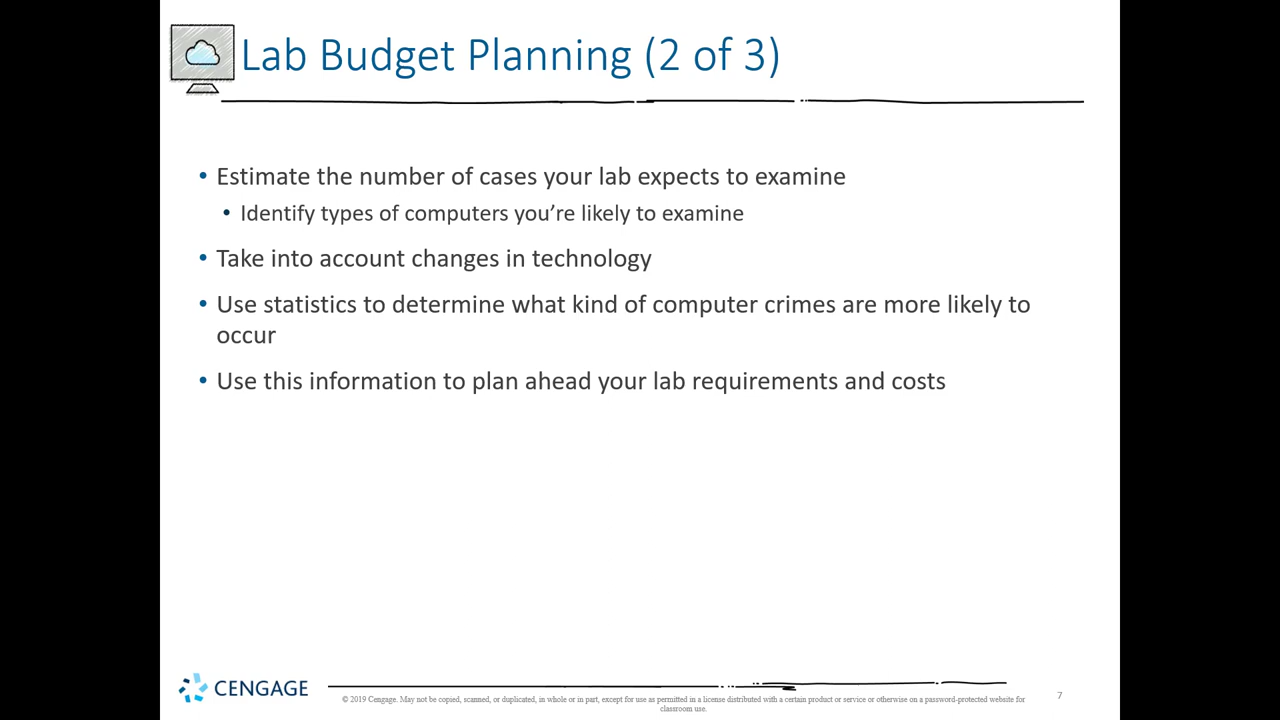 Lab Budget Planning (2 of 3)
• Estimate the number of cases your lab expects to examine
• Identify types of computers you’re likely to examine
• Take into account changes in technology
• Use statistics to determine what kind of computer crimes are more likely to
occur
• Use this information to plan ahead your lab requirements and costs
CENGAGE
© 2019 Cengage. May not be copied, scanned, or duplicated, in whole or in part, except for use as permitted in a license distributed with a certain product or service or otherwise on a password-protected website for
classroom use.
7